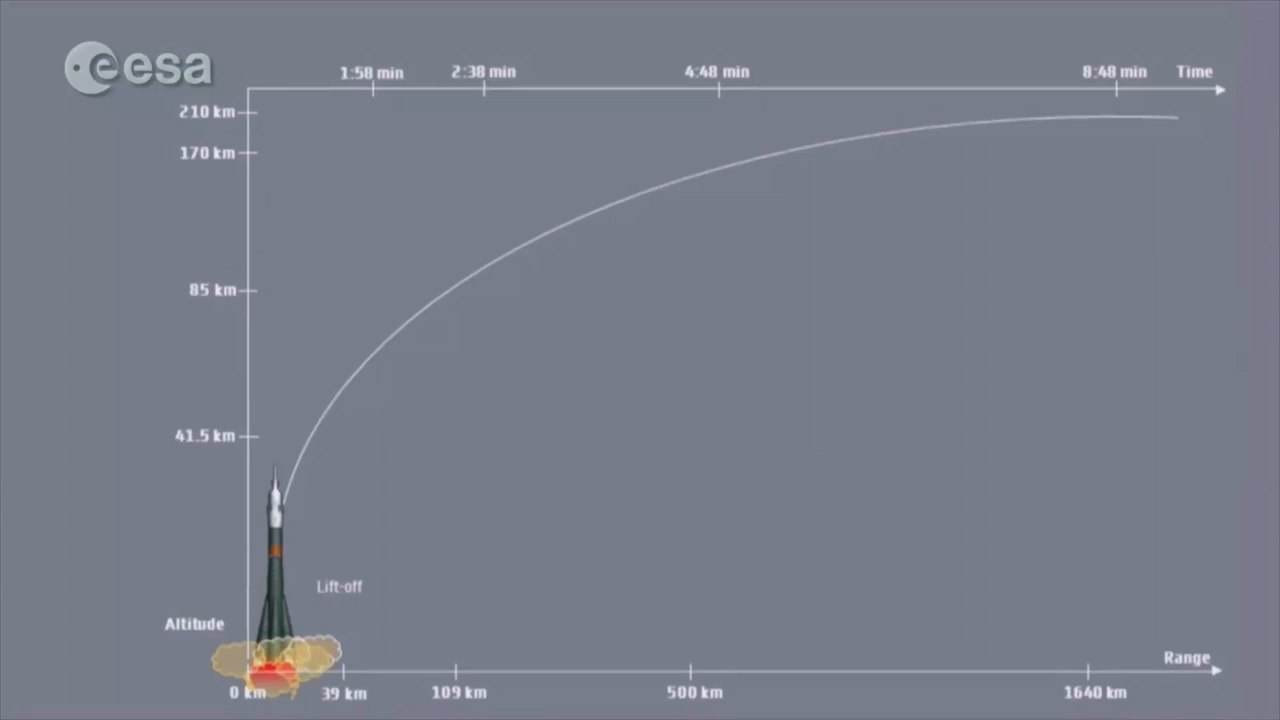 esa
1:58 min
2:38 min
4:48 min
8:48 min
Time
210 km
170 km
85 km
41.5 km
Lift-off
Altitude
Range
0 km
39 km
109 km
500 km
1640 km